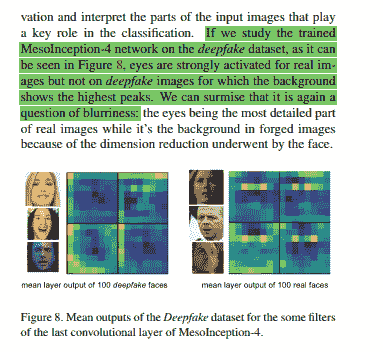 vation and interpret the parts of the input images that play
a key role in the classification. If we study the trained
MesoInception-4 network on the deepfake dataset, as it can
be seen in Figure 8, eyes are strongly activated for real im-
ages but not on deepfake images for which the background
shows the highest peaks. We can surmise that it is again a
question of blurriness: the eyes being the most detailed part
of real images while it's the background in forged images
because of the dimension reduction underwent by the face.
mean layer output of 100 deepfake faces
mean layer output of 100 real faces
Figure 8. Mean outputs of the Deepfake dataset for the some filters
of the last convolutional layer of MesoInception-4.